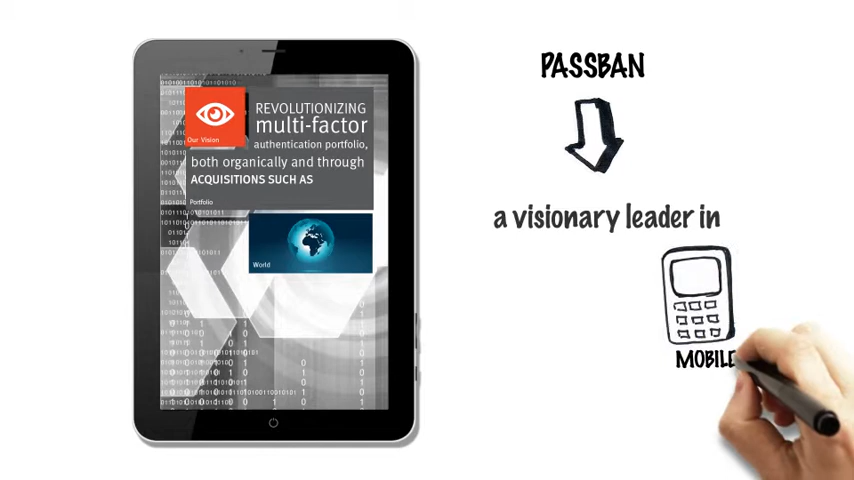 REVOLUTIONIZING
multi-factor
authentication portfolio,
both organically and through
ACQUISITIONS SUCH AS
Our Vision
Portfolio
World
PASSBAN
a visionary leader in
MOBILE